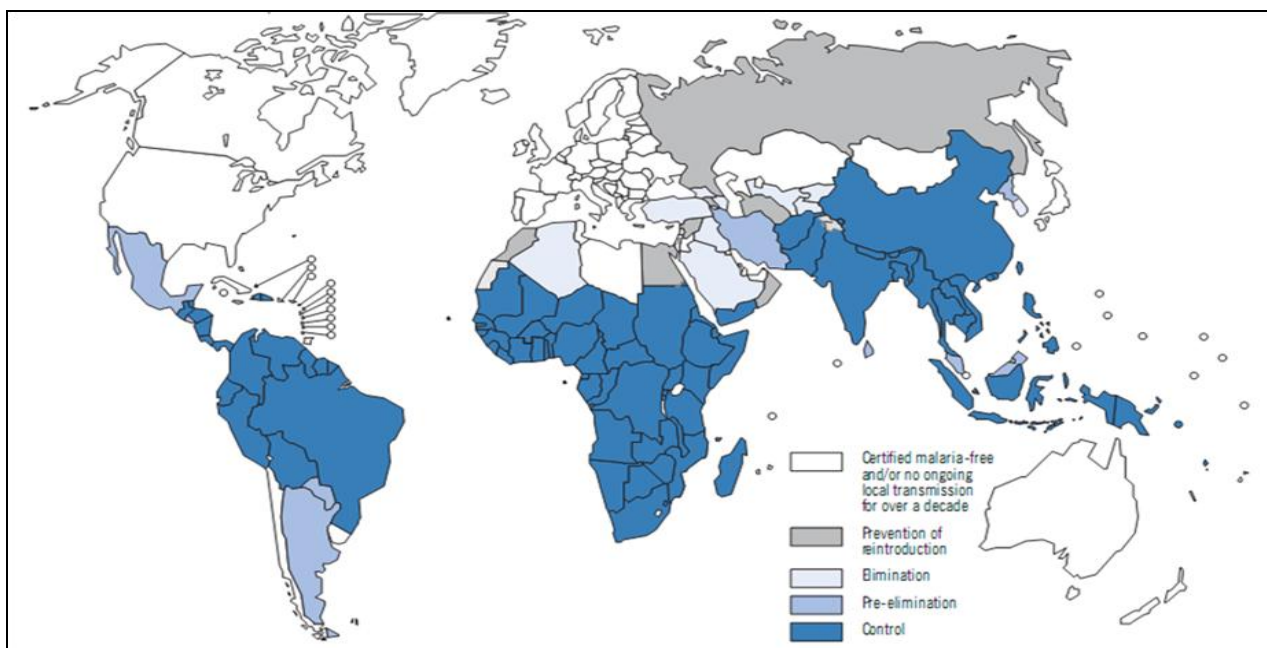 Certified malaria-free
and/or no ongoing
local transmission
for over a decade
Prevention of
reintroduction
Elimination
Pre-elimination
Control